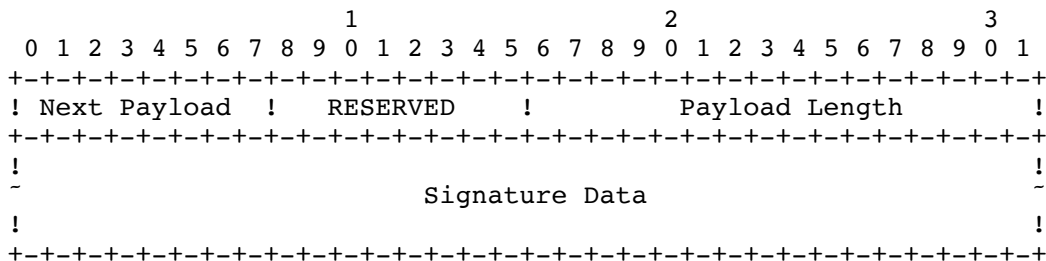 1                   2                   3
 0 1 2 3 4 5 6 7 8 9 0 1 2 3 4 5 6 7 8 9 0 1 2 3 4 5 6 7 8 9 0 1
+-+-+-+-+-+-+-+-+-+-+-+-+-+-+-+-+-+-+-+-+-+-+-+-+-+-+-+-+-+-+-+
! Next Payload  !   RESERVED    !         Payload Length        !
+-+-+-+-+-+-+-+-+-+-+-+-+-+-+-+-+-+-+-+-+-+-+-+-+-+-+-+-+-+-+-+
!                                                               !
~                         Signature Data                        ~
!                                                               !
+-+-+-+-+-+-+-+-+-+-+-+-+-+-+-+-+-+-+-+-+-+-+-+-+-+-+-+-+-+-+-+